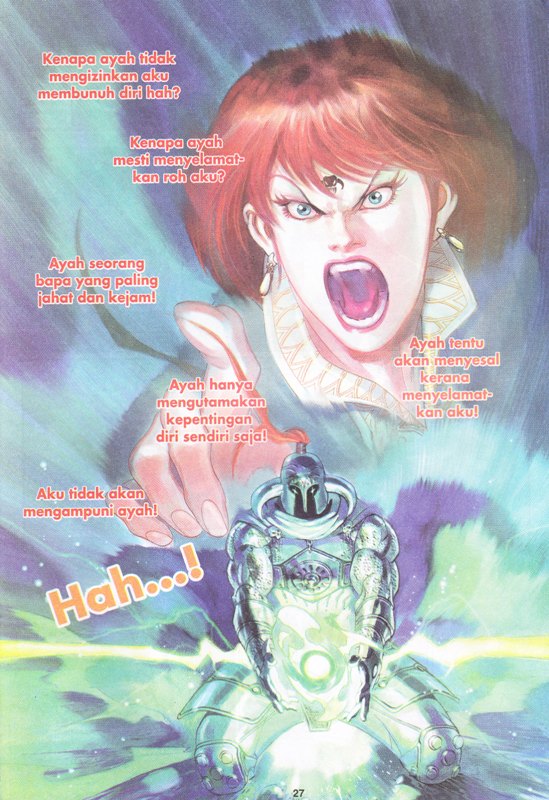 Kenapa ayah tidak
mengizinkan aku
membunuh diri hah?
Kenapa ayah
mesti menyelamat-
kan roh aku?
Ayah seorang
bapa yang paling
jahat dan kejam!
Ayah tentu
akan menyesal
kerana
menyelamat-
kan aku!
Ayah hanya
mengutamakan
kepentingan
diri sendiri saja!
Aku tidak akan
mengampuni ayah!
Hah...!
27